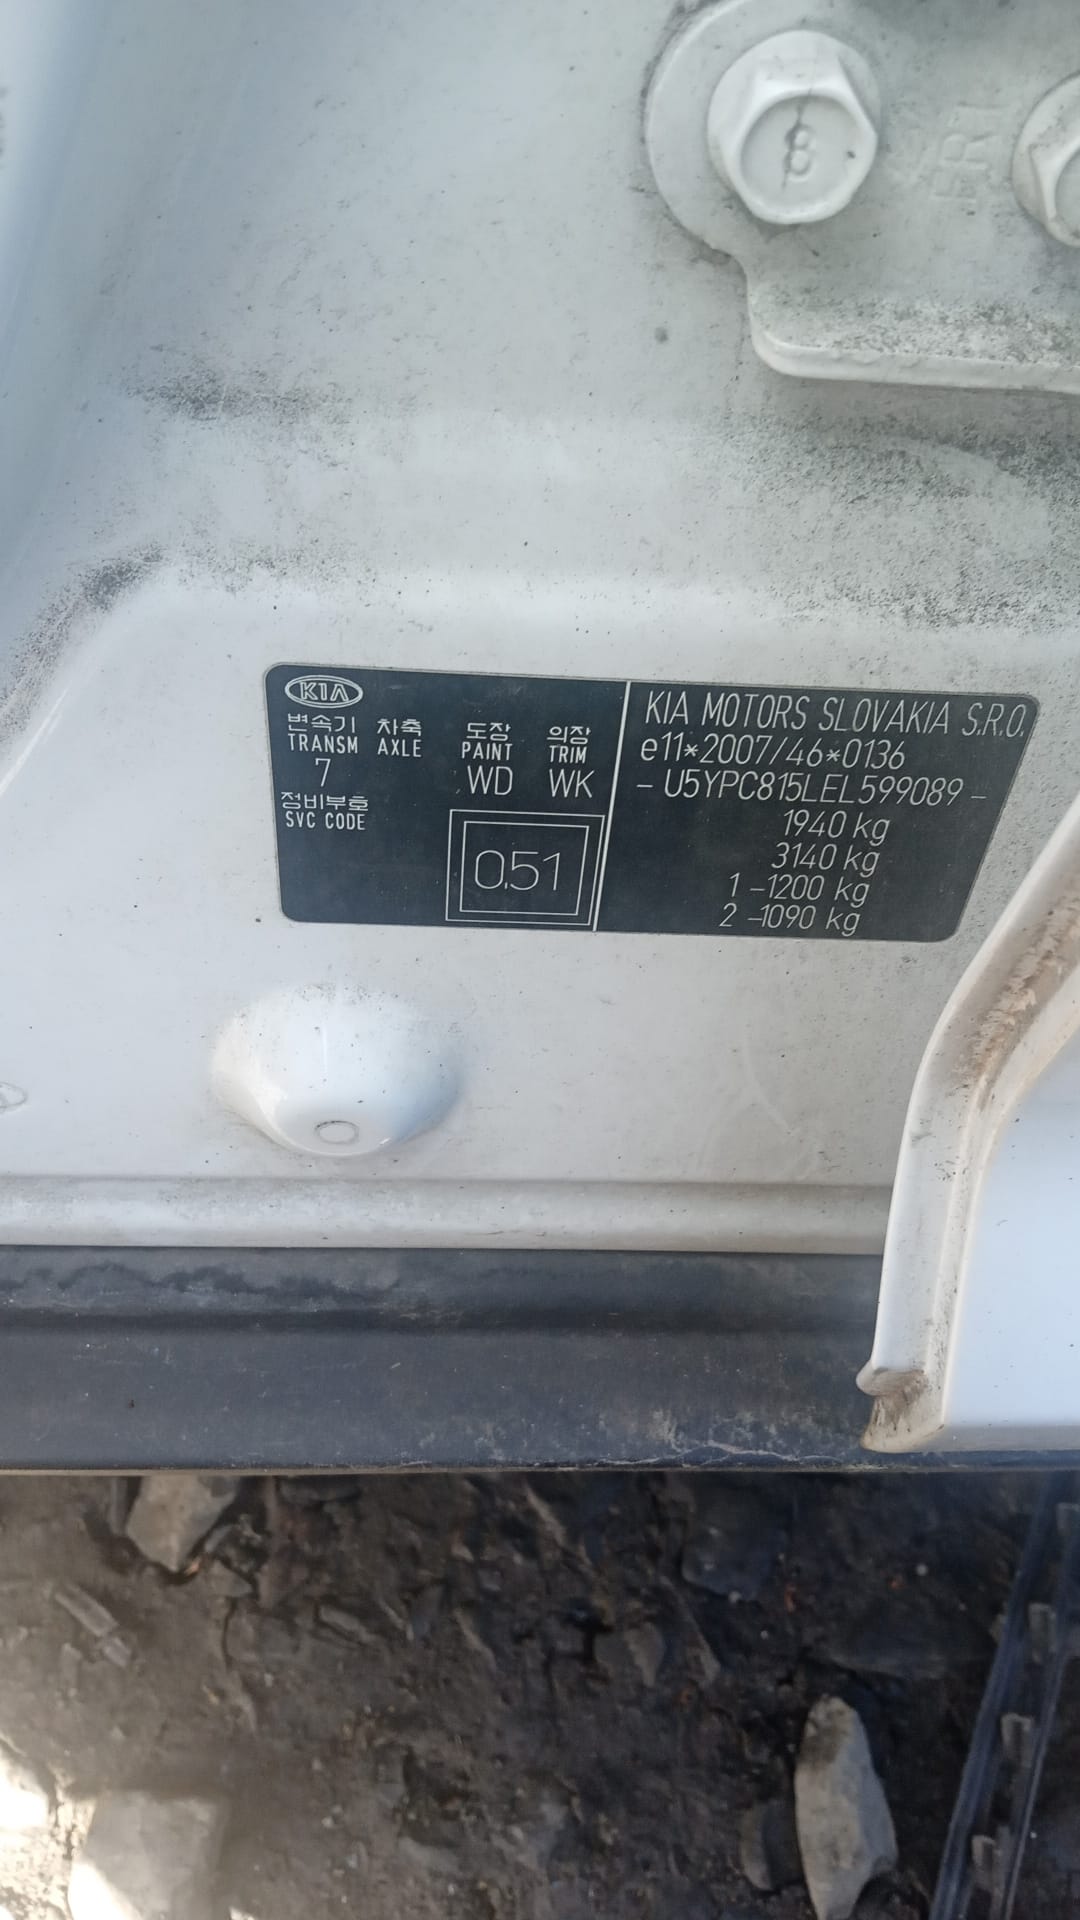 8
FR1
KIA
변속기 차축 도장 의장
TRANSM AXLE PAINT TRIM
7 WD WK
정비부호
SVC CODE
0.51
KIA MOTORS SLOVAKIA S.R.O.
e11*2007/46*0136
- U5YPC815LEL599089 -
1940 kg
3140 kg
1 -1200 kg
2 -1090 kg